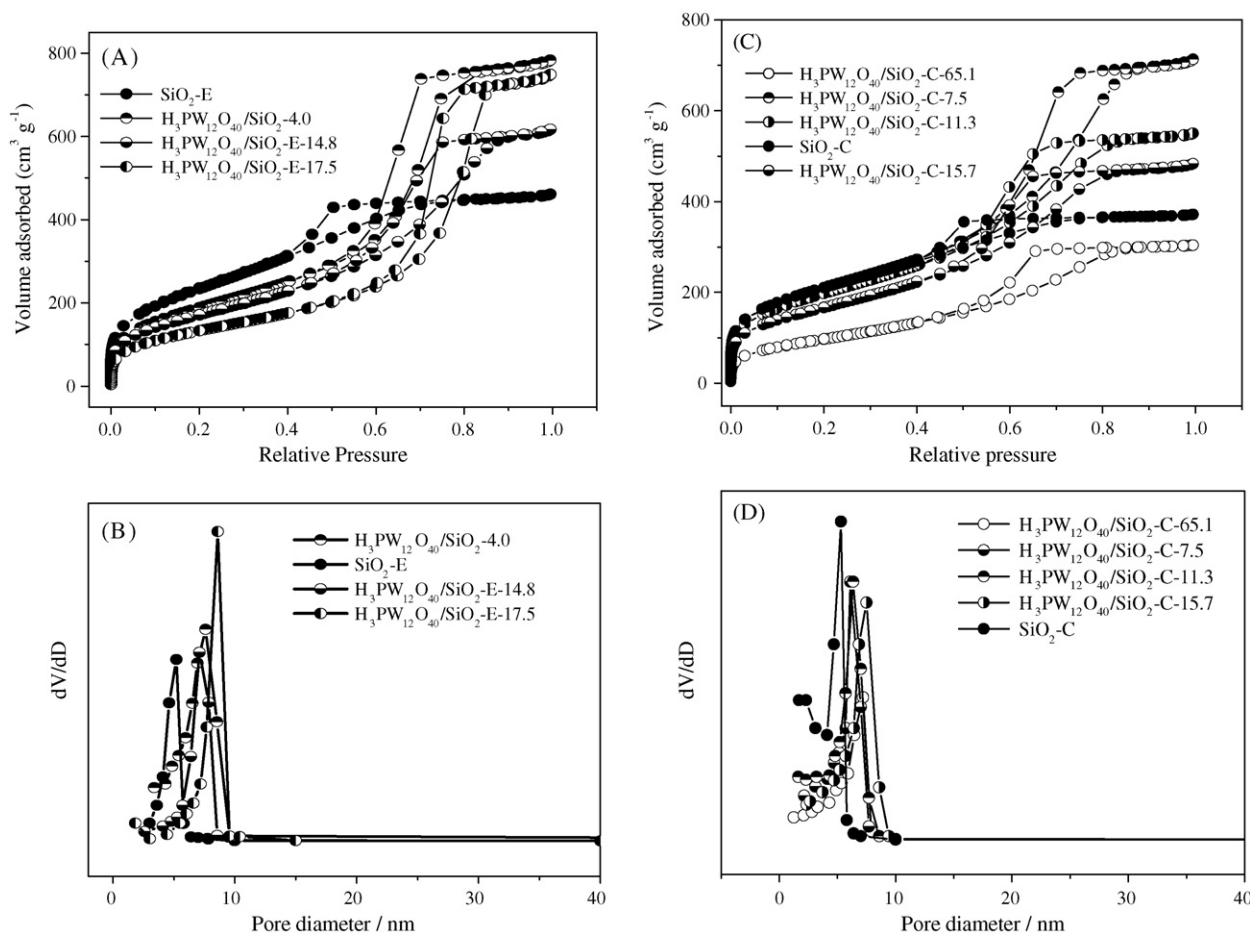 (A)
SiO₂-E
H₃PW₁₂O₄₀/SiO₂-4.0
H₃PW₁₂O₄₀/SiO₂-E-14.8
H₃PW₁₂O₄₀/SiO₂-E-17.5
Volume adsorbed (cm³ g⁻¹)
800
600
400
200
0
0.0 0.2 0.4 0.6 0.8 1.0
Relative Pressure
(C)
H₃PW₁₂O₄₀/SiO₂-C-65.1
H₃PW₁₂O₄₀/SiO₂-C-7.5
H₃PW₁₂O₄₀/SiO₂-C-11.3
SiO₂-C
H₃PW₁₂O₄₀/SiO₂-C-15.7
Volume adsorbed (cm³ g⁻¹)
800
600
400
200
0
0.0 0.2 0.4 0.6 0.8 1.0
Relative pressure
(B)
H₃PW₁₂O₄₀/SiO₂-4.0
SiO₂-E
H₃PW₁₂O₄₀/SiO₂-E-14.8
H₃PW₁₂O₄₀/SiO₂-E-17.5
dV/dD
0 10 20 30 40
Pore diameter / nm
(D)
H₃PW₁₂O₄₀/SiO₂-C-65.1
H₃PW₁₂O₄₀/SiO₂-C-7.5
H₃PW₁₂O₄₀/SiO₂-C-11.3
H₃PW₁₂O₄₀/SiO₂-C-15.7
SiO₂-C
dV/dD
0 10 20 30 40
Pore diameter / nm